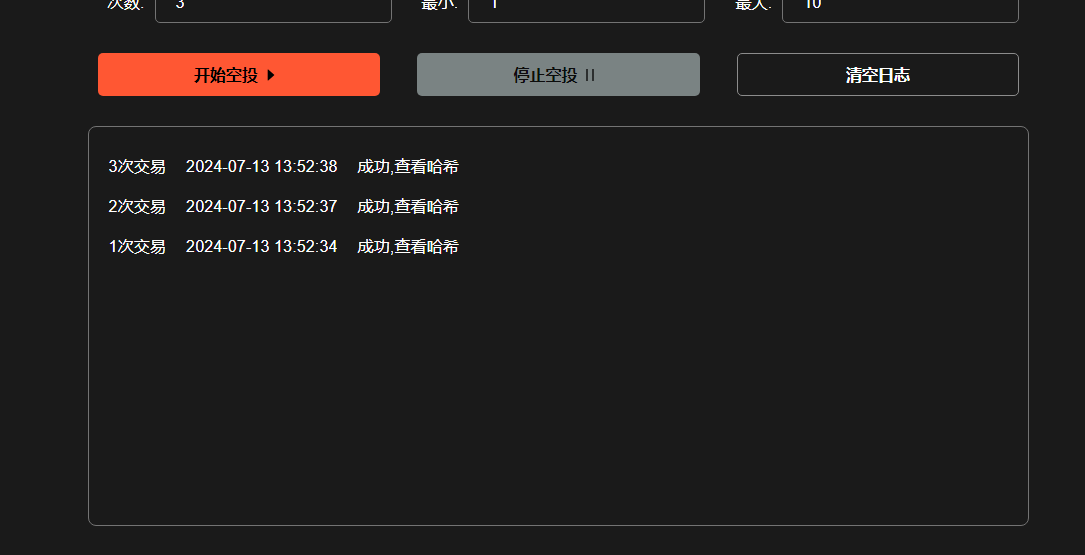 次数: 3 最小: 1 最大: 10
开始空投 停止空投 清空日志
3次交易 2024-07-13 13:52:38 成功,查看哈希
2次交易 2024-07-13 13:52:37 成功,查看哈希
1次交易 2024-07-13 13:52:34 成功,查看哈希